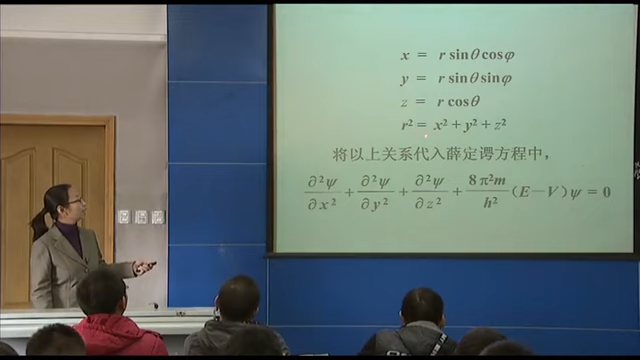 x = r sinθcosφ
y = r sinθsinφ
z = r cosθ
r² = x² + y² + z²
将以上关系代入薛定谔方程中，
∂²ψ/∂x² + ∂²ψ/∂y² + ∂²ψ/∂z² + 8π²m/h² (E−V)ψ = 0